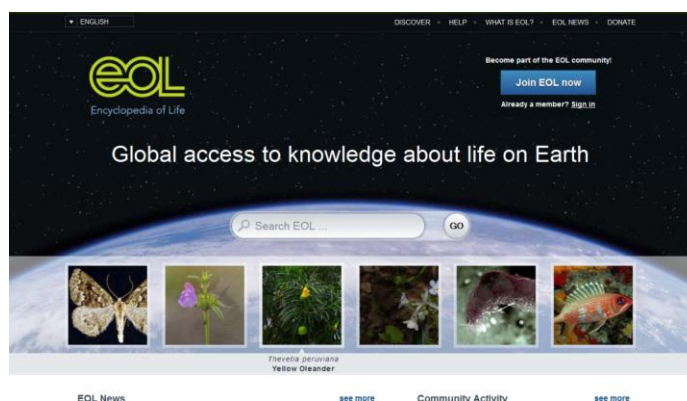 ENGLISH
DISCOVER HELP WHAT IS EOL? EOL NEWS DONATE
Become part of the EOL community!
eol
Join EOL now
Encyclopedia of Life
Already a member? Sign in
Global access to knowledge about life on Earth
Search EOL ...
GO
Thevetia peruviana
Yellow Oleander
EOL News see more
Community Activity see more